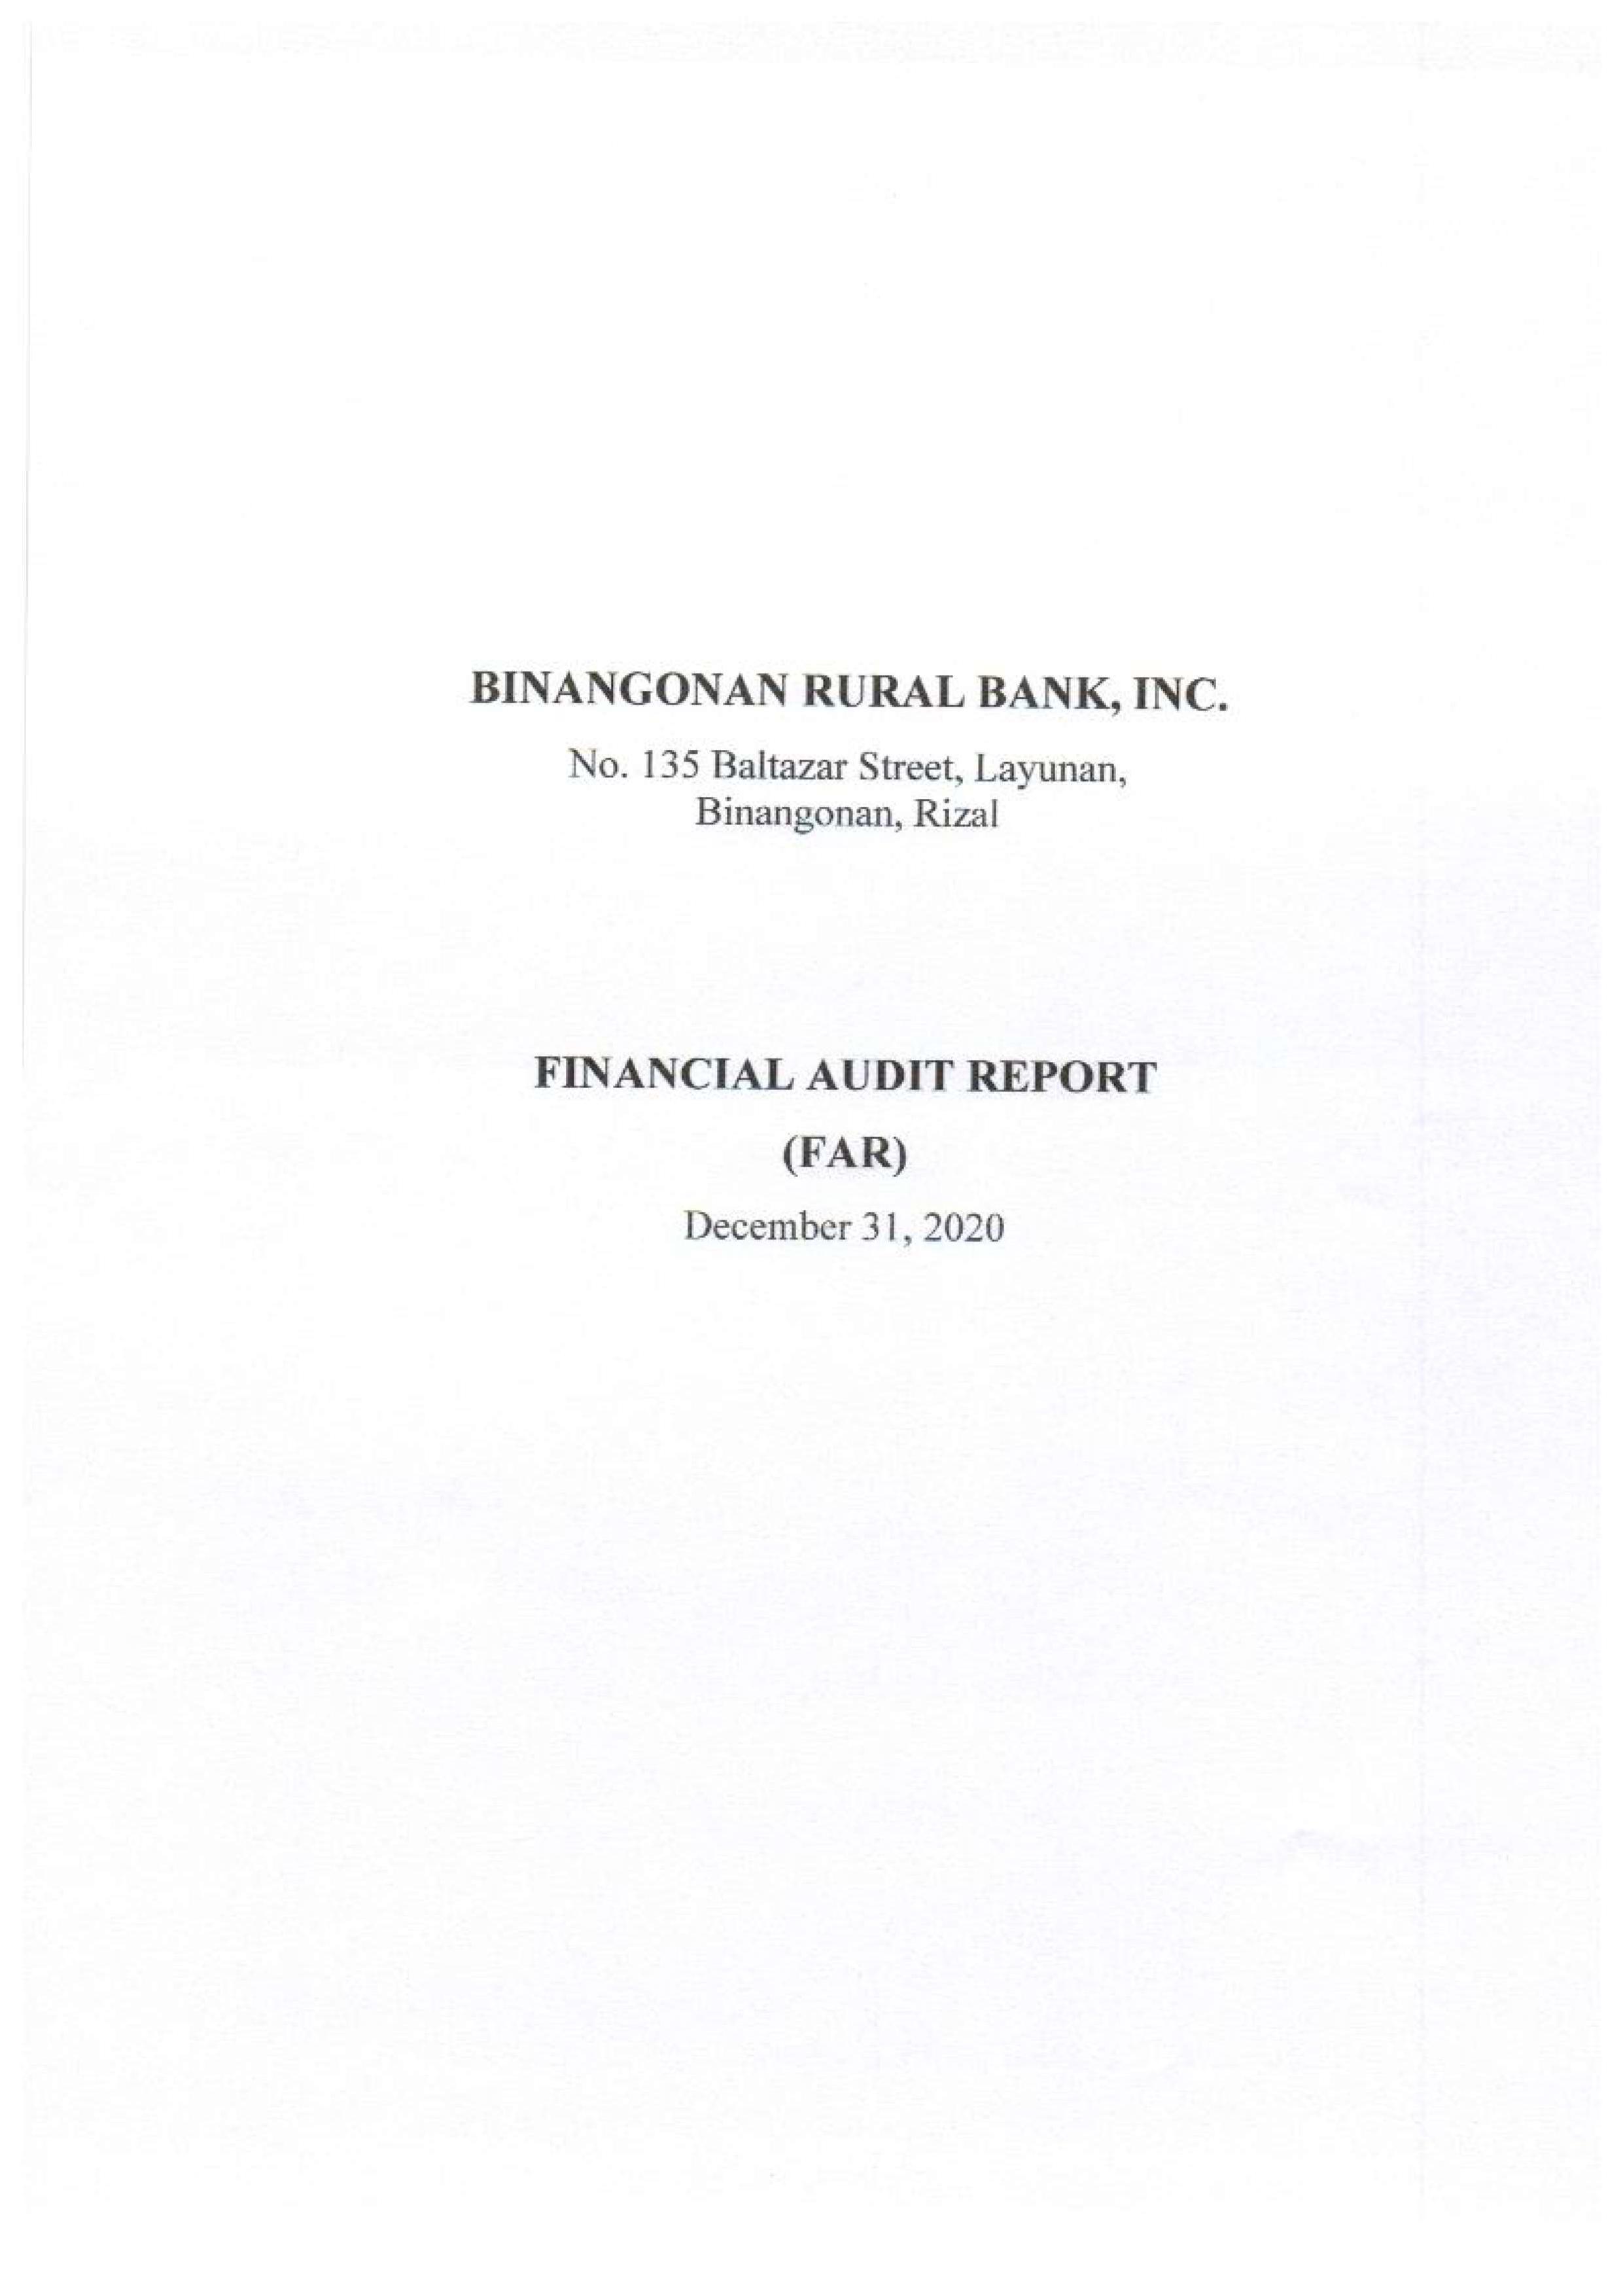 BINANGONAN RURAL BANK, INC.
No. 135 Baltazar Street, Layunan,
Binangonan, Rizal
FINANCIAL AUDIT REPORT
(FAR)
December 31, 2020